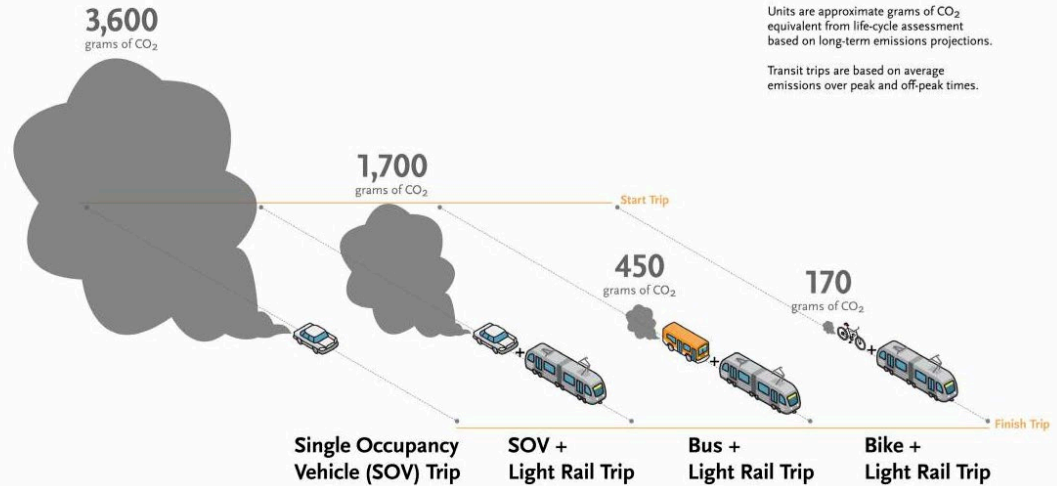 3,600
grams of CO₂
Units are approximate grams of CO₂
equivalent from life-cycle assessment
based on long-term emissions projections.
Transit trips are based on average
emissions over peak and off-peak times.
1,700
grams of CO₂
Start Trip
450
grams of CO₂
170
grams of CO₂
+
+
+
Finish Trip
Single Occupancy
Vehicle (SOV) Trip
SOV +
Light Rail Trip
Bus +
Light Rail Trip
Bike +
Light Rail Trip